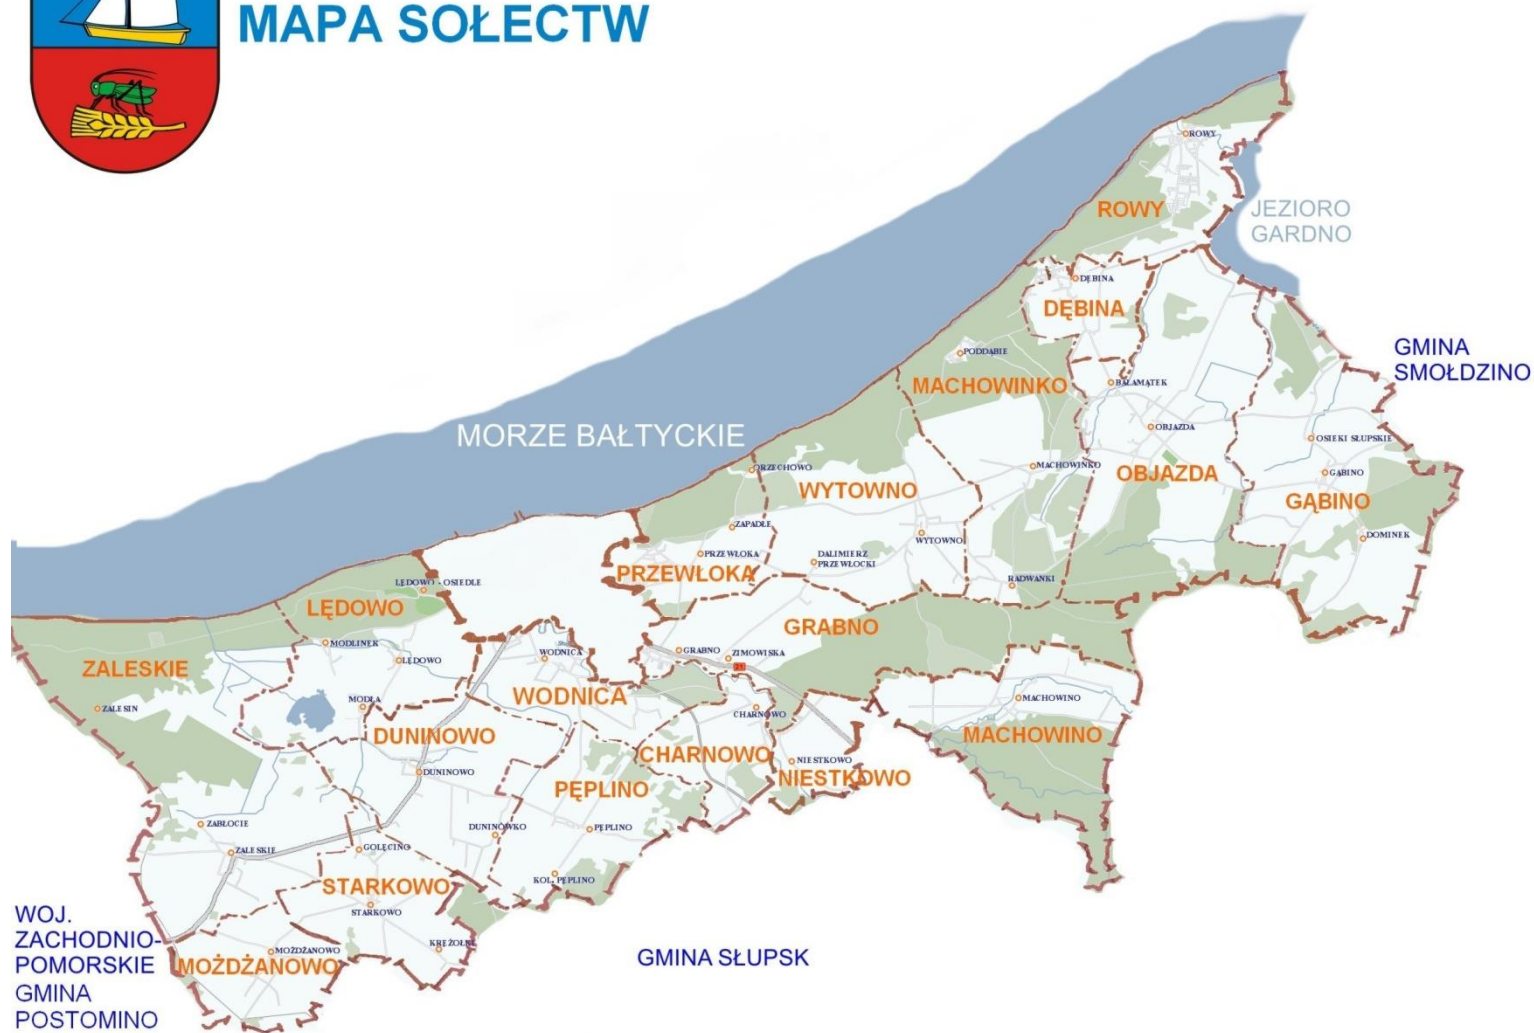 MAPA SOŁECTW
ROWY
ROWY
JEZIORO
GARDNO
DĘBINA
DĘBINA
GMINA
SMOŁDZINO
PODDĄBIE
MACHOWINKO
BAŁAMĄTEK
MORZE BAŁTYCKIE
OBJAZDA
OSIEKI SŁUPSKIE
ORZECHOWO
MACHOWINKO
OBJAZDA
GĄBINO
WYTOWNO
GĄBINO
ZAPADŁE
WYTOWNO
DOMINEK
PRZEWŁOKA
DALIMIERZ
PRZEWŁOCKI
PRZEWŁOKA
LĘDOWO - OSIEDLE
RADWANKI
LĘDOWO
GRABNO
MODLINEK
ZALESKIE
LĘDOWO
WODNICA
GRABNO
ZIMOWISKA
21
WODNICA
MACHOWINO
ZALESIN
MODŁA
CHARNOWO
DUNINOWO
MACHOWINO
CHARNOWO
NIESTKOWO
DUNINOWO
NIESTKOWO
PĘPLINO
ZABŁOCIE
DUNINÓWKO
PĘPLINO
ZALESKIE
GOLĘCINO
STARKOWO
KOL. PĘPLINO
STARKOWO
WOJ.
ZACHODNIO-
POMORSKIE
GMINA
POSTOMINO
MOŻDŻANOWO
KRĘŻOŁKI
MOŻDŻANOWO
GMINA SŁUPSK